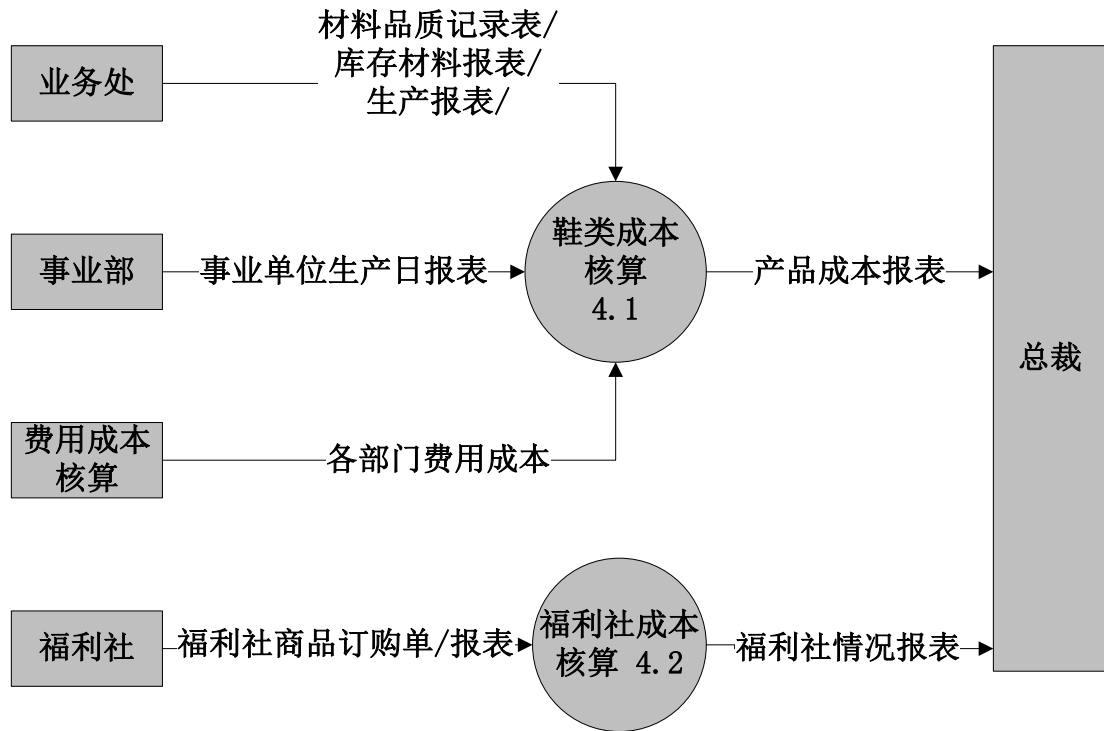 材料品质记录表/
库存材料报表/
生产报表/
业务处
鞋类成本
核算
4.1
事业部
事业单位生产日报表
产品成本报表
总裁
费用成本
核算
各部门费用成本
福利社
福利社商品订购单/报表
福利社成本
核算 4.2
福利社情况报表